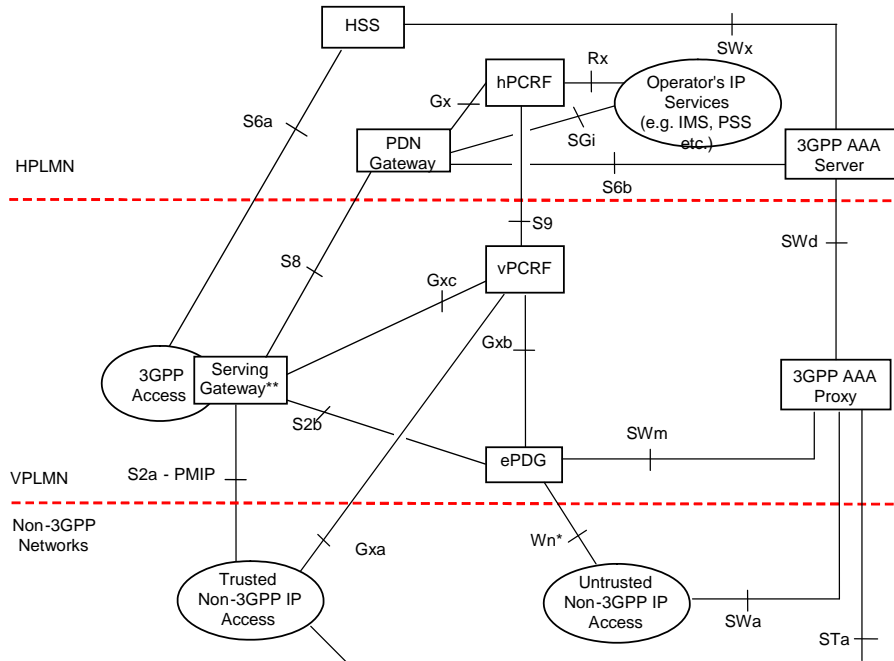 HSS
SWx
hPCRF
Rx
Operator's IP
Services
(e.g. IMS, PSS
etc.)
Gx
S6a
SGi
PDN
Gateway
3GPP AAA
Server
HPLMN
S6b
S9
SWd
S8
Gxc
vPCRF
Gxb
3GPP
Access
Serving
Gateway**
3GPP AAA
Proxy
S2b
SWm
ePDG
VPLMN
S2a - PMIP
Non-3GPP
Networks
Gxa
Wn*
Trusted
Non-3GPP IP
Access
Untrusted
Non-3GPP IP
Access
SWa
STa